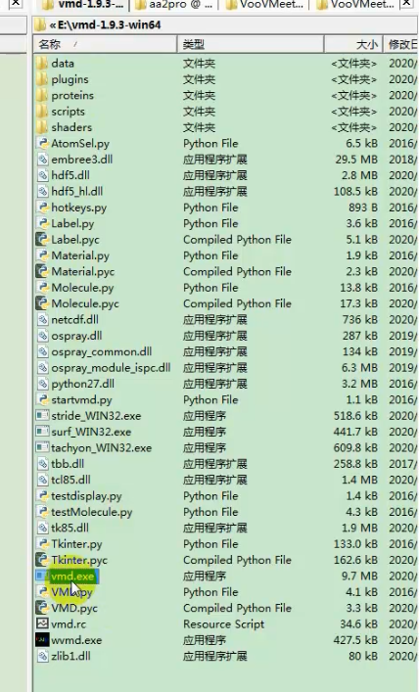 vmd-1.9.3-... aa2pro @ ... VooVMeet... VooVMeet...
«E:\vmd-1.9.3-win64
名称 类型 大小 修改日
data 文件夹 <文件夹> 2020/
plugins 文件夹 <文件夹> 2020/
proteins 文件夹 <文件夹> 2020/
scripts 文件夹 <文件夹> 2020/
shaders 文件夹 <文件夹> 2020/
AtomSel.py Python File 6.5 kB 2016/
embree3.dll 应用程序扩展 29.5 MB 2018/
hdf5.dll 应用程序扩展 2.8 MB 2020/
hdf5_hl.dll 应用程序扩展 108.5 kB 2020/
hotkeys.py Python File 893 B 2016/
Label.py Python File 3.6 kB 2016/
Label.pyc Compiled Python File 5.1 kB 2020/
Material.py Python File 1.9 kB 2016/
Material.pyc Compiled Python File 2.3 kB 2020/
Molecule.py Python File 13.8 kB 2016/
Molecule.pyc Compiled Python File 17.3 kB 2020/
netcdf.dll 应用程序扩展 736 kB 2020/
ospray.dll 应用程序扩展 287 kB 2019/
ospray_common.dll 应用程序扩展 134 kB 2019/
ospray_module_ispc.dll 应用程序扩展 6.3 MB 2019/
python27.dll 应用程序扩展 3.2 MB 2016/
startvmd.py Python File 1.1 kB 2016/
stride_WIN32.exe 应用程序 518.6 kB 2020/
surf_WIN32.exe 应用程序 441.7 kB 2020/
tachyon_WIN32.exe 应用程序 609.8 kB 2020/
tbb.dll 应用程序扩展 258.8 kB 2017/
tcl85.dll 应用程序扩展 1.4 MB 2020/
testdisplay.py Python File 1.4 kB 2016/
testMolecule.py Python File 4.3 kB 2016/
tk85.dll 应用程序扩展 1.9 MB 2020/
Tkinter.py Python File 133.0 kB 2020/
Tkinter.pyc Compiled Python File 162.6 kB 2020/
vmd.exe 应用程序 9.7 MB 2020/
VMD.py Python File 4.1 kB 2016/
VMD.pyc Compiled Python File 3.3 kB 2020/
vmd.rc Resource Script 34.6 kB 2020/
wvmd.exe 应用程序 427.5 kB 2020/
zlib1.dll 应用程序扩展 80 kB 2020/